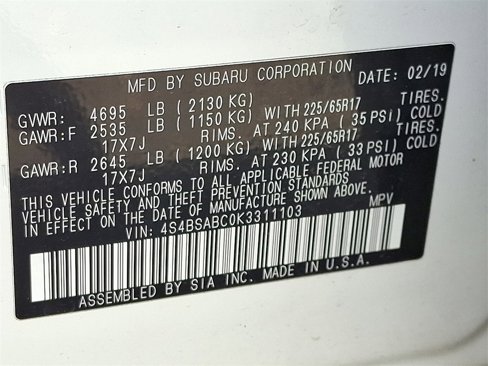 MFD BY SUBARU CORPORATION DATE: 02/19
GVWR: 4695 LB (2130 KG)
GAWR:F 2535 LB (1150 KG) WITH 225/65R17 TIRES.
17X7J RIMS. AT 240 KPA (35 PSI) COLD
GAWR:R 2645 LB (1200 KG) WITH 225/65R17 TIRES.
17X7J RIMS. AT 230 KPA (33 PSI) COLD
THIS VEHICLE CONFORMS TO ALL APPLICABLE FEDERAL MOTOR
VEHICLE SAFETY AND THEFT PREVENTION STANDARDS
IN EFFECT ON THE DATE OF MANUFACTURE SHOWN ABOVE.
VIN: 4S4BSABC0K3311103 MPV
ASSEMBLED BY SIA INC. MADE IN U.S.A.